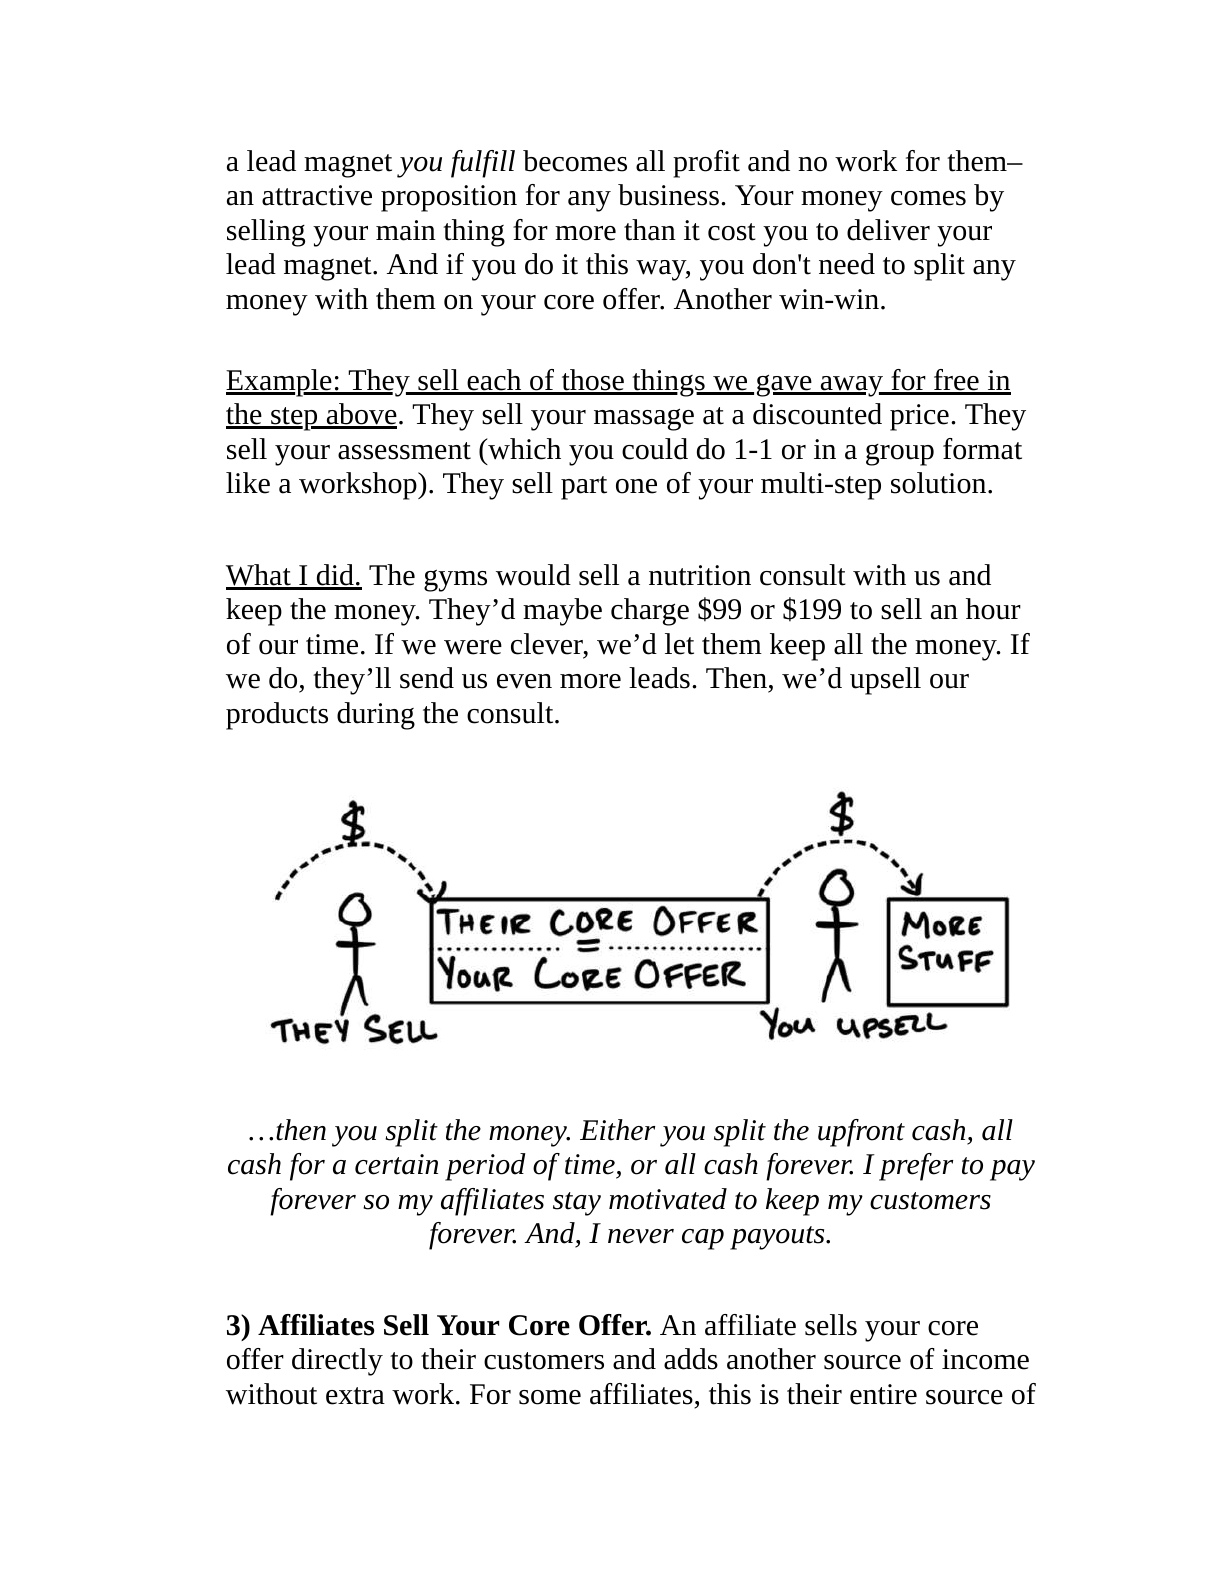 a lead magnet you fulfill becomes all profit and no work for them–
an attractive proposition for any business. Your money comes by
selling your main thing for more than it cost you to deliver your
lead magnet. And if you do it this way, you don't need to split any
money with them on your core offer. Another win-win.
Example: They sell each of those things we gave away for free in
the step above. They sell your massage at a discounted price. They
sell your assessment (which you could do 1-1 or in a group format
like a workshop). They sell part one of your multi-step solution.
What I did. The gyms would sell a nutrition consult with us and
keep the money. They’d maybe charge $99 or $199 to sell an hour
of our time. If we were clever, we’d let them keep all the money. If
we do, they’ll send us even more leads. Then, we’d upsell our
products during the consult.
$
$
THEIR CORE OFFER
=
YOUR CORE OFFER
MORE
STUFF
THEY SELL
YOU UPSELL
…then you split the money. Either you split the upfront cash, all
cash for a certain period of time, or all cash forever. I prefer to pay
forever so my affiliates stay motivated to keep my customers
forever. And, I never cap payouts.
3) Affiliates Sell Your Core Offer. An affiliate sells your core
offer directly to their customers and adds another source of income
without extra work. For some affiliates, this is their entire source of